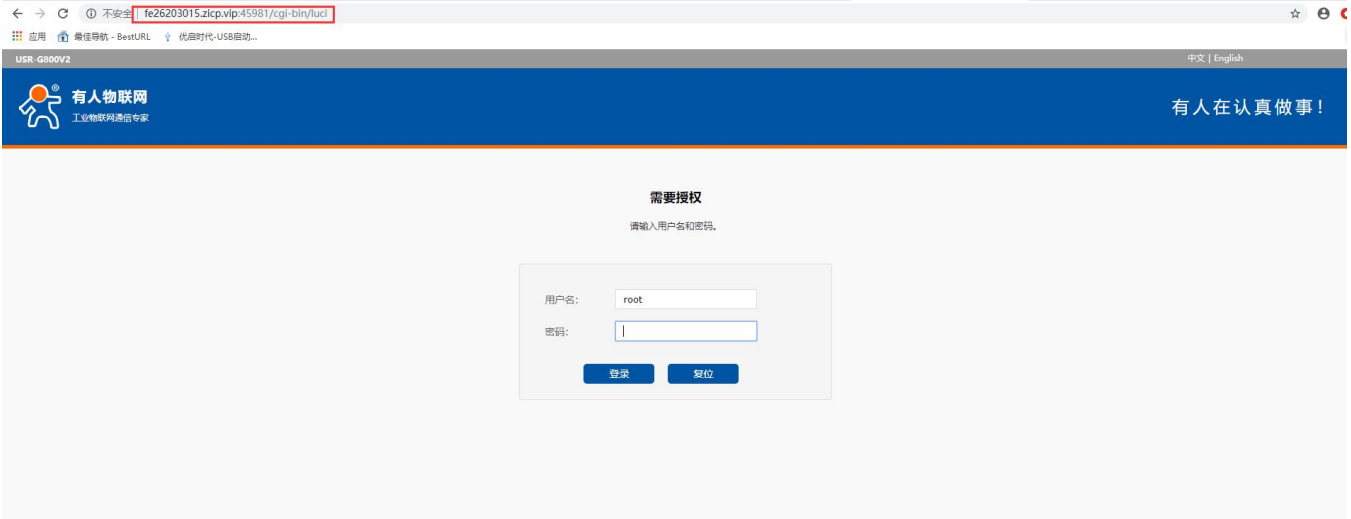 不安全 | fe26203015.zicp.vip:45981/cgi-bin/luci
应用 最佳导航 - BestURL 优启时代-USB启动...
USR-G800V2 中文 | English
有人物联网
工业物联网通信专家
有人在认真做事！
需要授权
请输入用户名和密码。
用户名： root
密码：
登录 复位